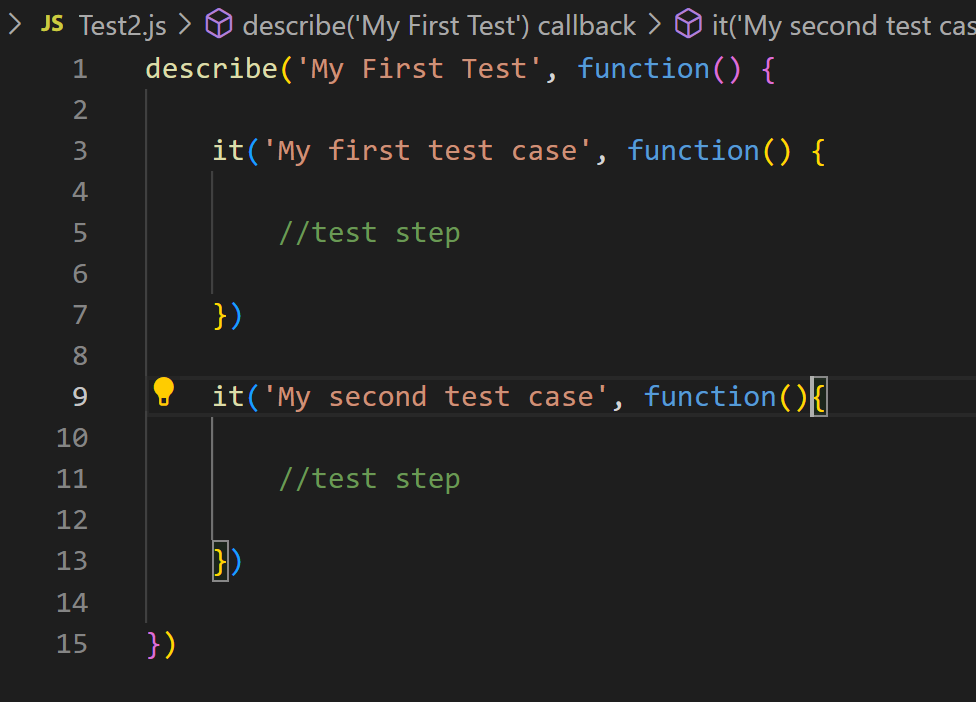 JS Test2.js describe('My First Test') callback it('My second test cas
1 describe('My First Test', function() {
2
3 it('My first test case', function() {
4
5 //test step
6
7 })
8
9 it('My second test case', function(){
10
11 //test step
12
13 })
14
15 })